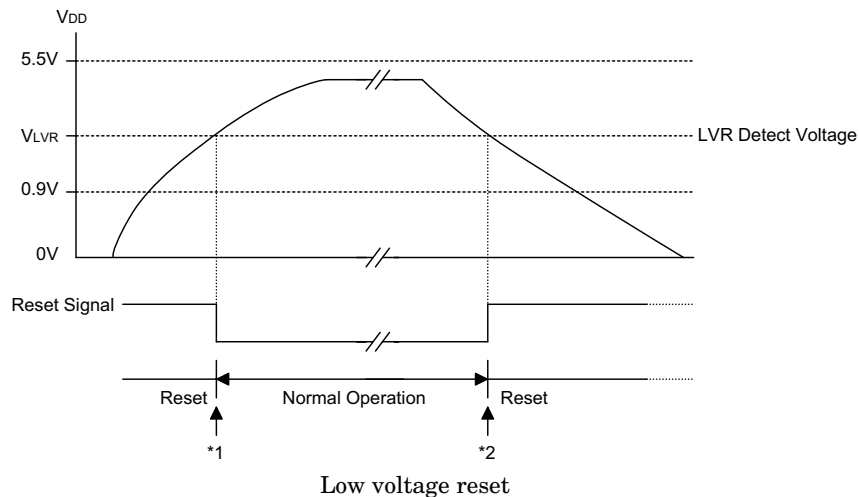 VDD
5.5V
VLVR
LVR Detect Voltage
0.9V
0V
Reset Signal
Reset
Normal Operation
Reset
*1
*2
Low voltage reset